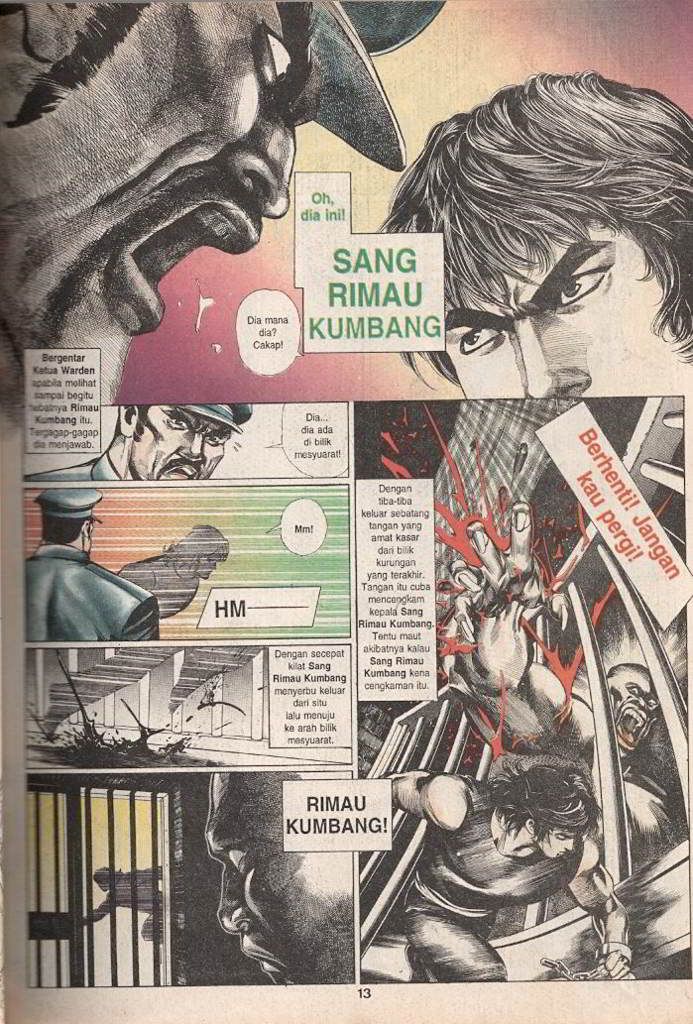 Oh,
dia ini!
SANG
RIMAU
KUMBANG
Dia mana
dia?
Cakap!
Bergentar
Ketua Warden
apabila melihat
sampai begitu
hebatnya Rimau
Kumbang itu.
Tergagap-gagap
dia menjawab.
Dia...
dia ada
di bilik
mesyuarat!
Mm!
HM———
Dengan secepat
kilat Sang
Rimau Kumbang
menyerbu keluar
dari situ
lalu menuju
ke arah bilik
mesyuarat.
RIMAU
KUMBANG!
Dengan
tiba-tiba
keluar sebatang
tangan yang
amat kasar
dari bilik
kurungan
yang terakhir.
Tangan itu cuba
mencengkam
kepala Sang
Rimau Kumbang.
Tentu maut
akibatnya kalau
Sang Rimau
Kumbang kena
cengkaman itu.
Berhenti! Jangan
kau pergi!
13